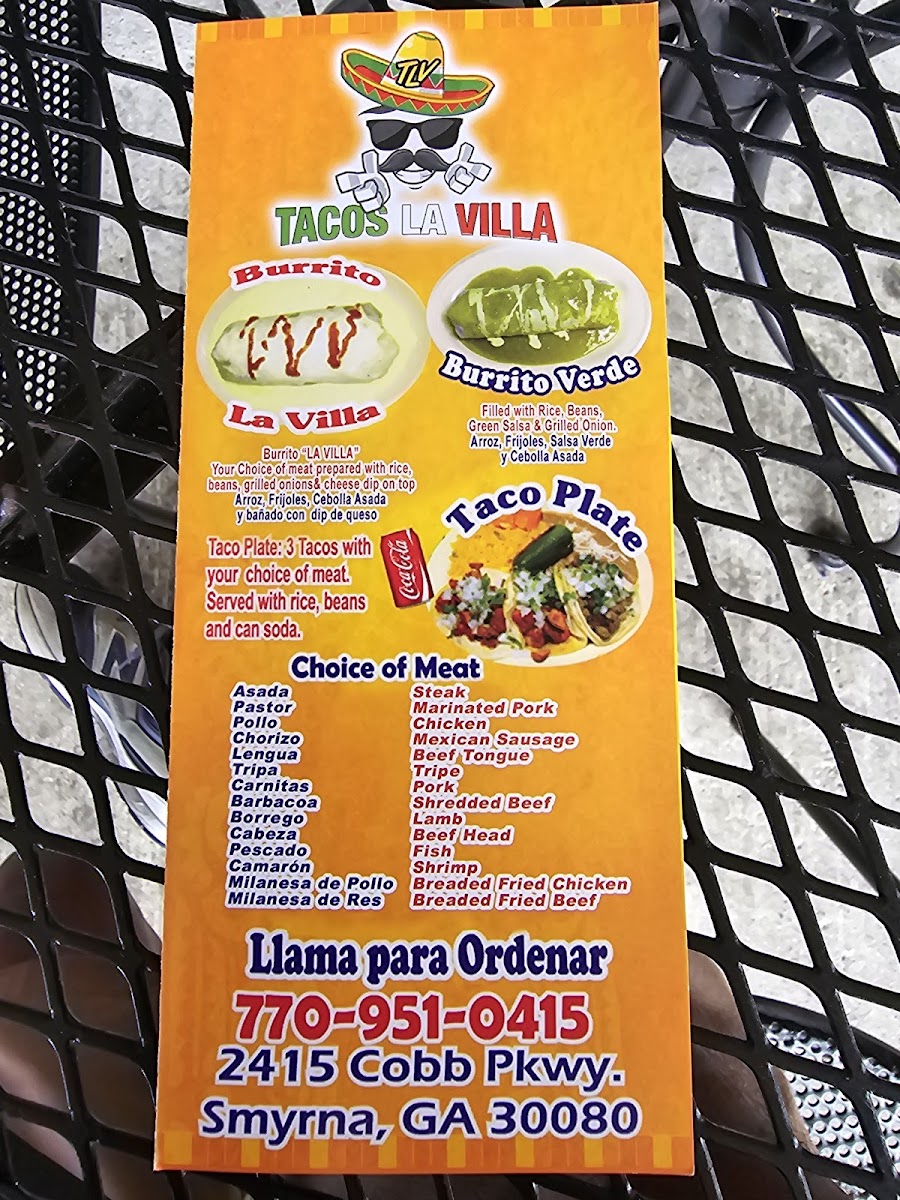 TLV
TACOS LA VILLA
Burrito
La Villa
Burrito Verde
Filled with Rice, Beans,
Green Salsa & Grilled Onion.
Arroz, Frijoles, Salsa Verde
y Cebolla Asada
Burrito "LA VILLA"
Your Choice of meat prepared with rice,
beans, grilled onions& cheese dip on top
Arroz, Frijoles, Cebolla Asada
y bañado con dip de queso
Taco Plate
Coca-Cola
Taco Plate: 3 Tacos with
your choice of meat.
Served with rice, beans
and can soda.
Choice of Meat
Asada Steak
Pastor Marinated Pork
Pollo Chicken
Chorizo Mexican Sausage
Lengua Beef Tongue
Tripa Tripe
Carnitas Pork
Barbacoa Shredded Beef
Borrego Lamb
Cabeza Beef Head
Pescado Fish
Camarón Shrimp
Milanesa de Pollo Breaded Fried Chicken
Milanesa de Res Breaded Fried Beef
Llama para Ordenar
770-951-0415
2415 Cobb Pkwy.
Smyrna, GA 30080